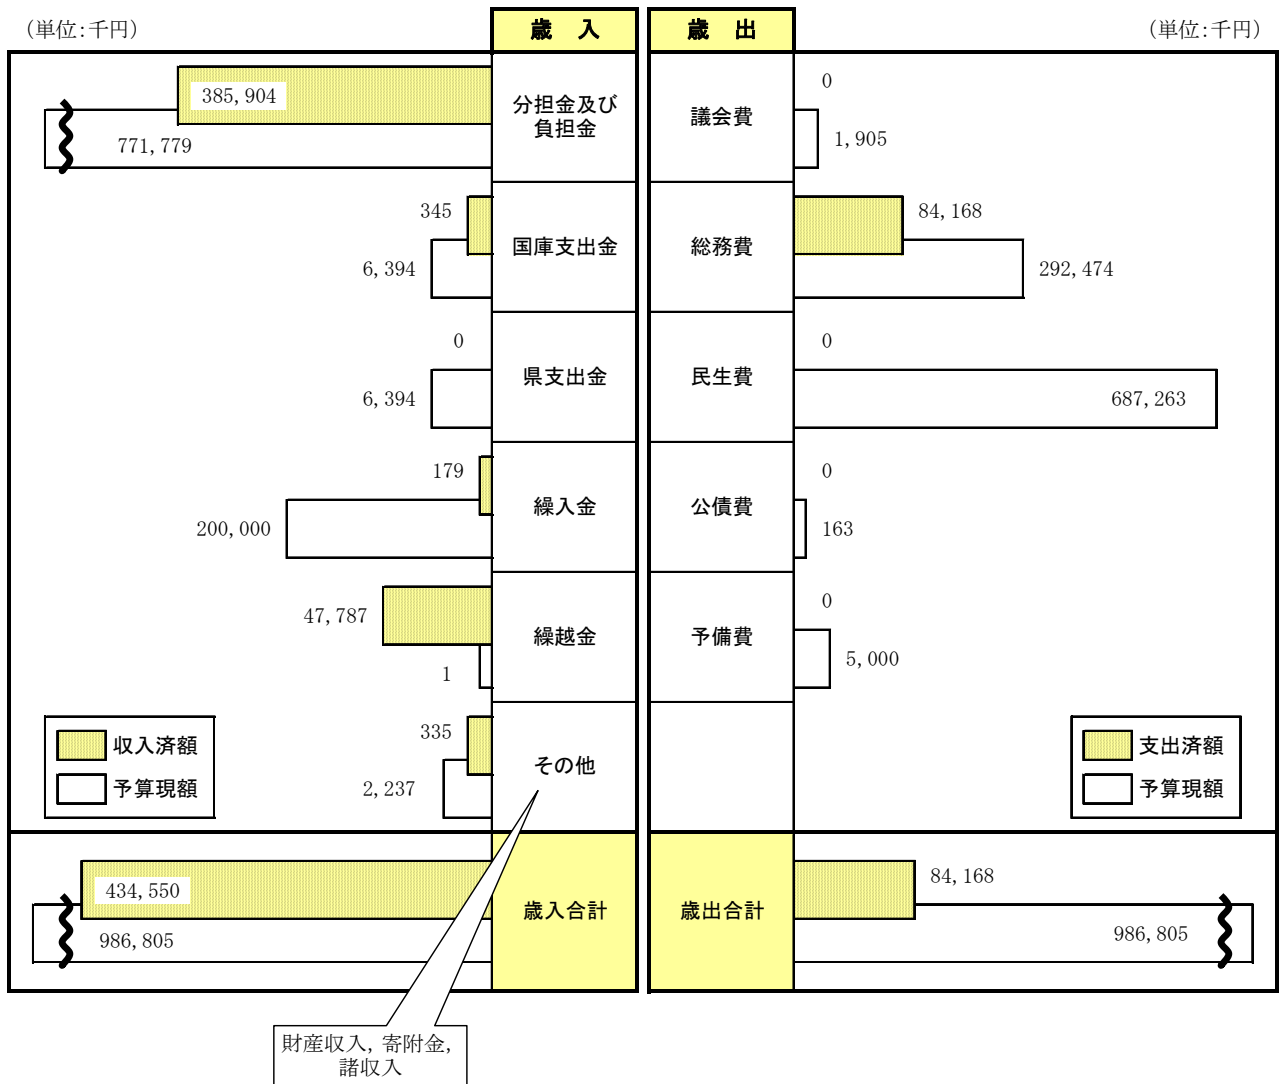 (単位:千円)
歳 入
歳 出
(単位:千円)
385,904
771,779
分担金及び
負担金
議会費
0
1,905
345
6,394
国庫支出金
総務費
84,168
292,474
0
6,394
県支出金
民生費
0
687,263
179
200,000
繰入金
公債費
0
163
47,787
1
繰越金
予備費
0
5,000
収入済額
予算現額
335
2,237
その他
支出済額
予算現額
434,550
986,805
歳入合計
歳出合計
84,168
986,805
財産収入, 寄附金,
諸収入